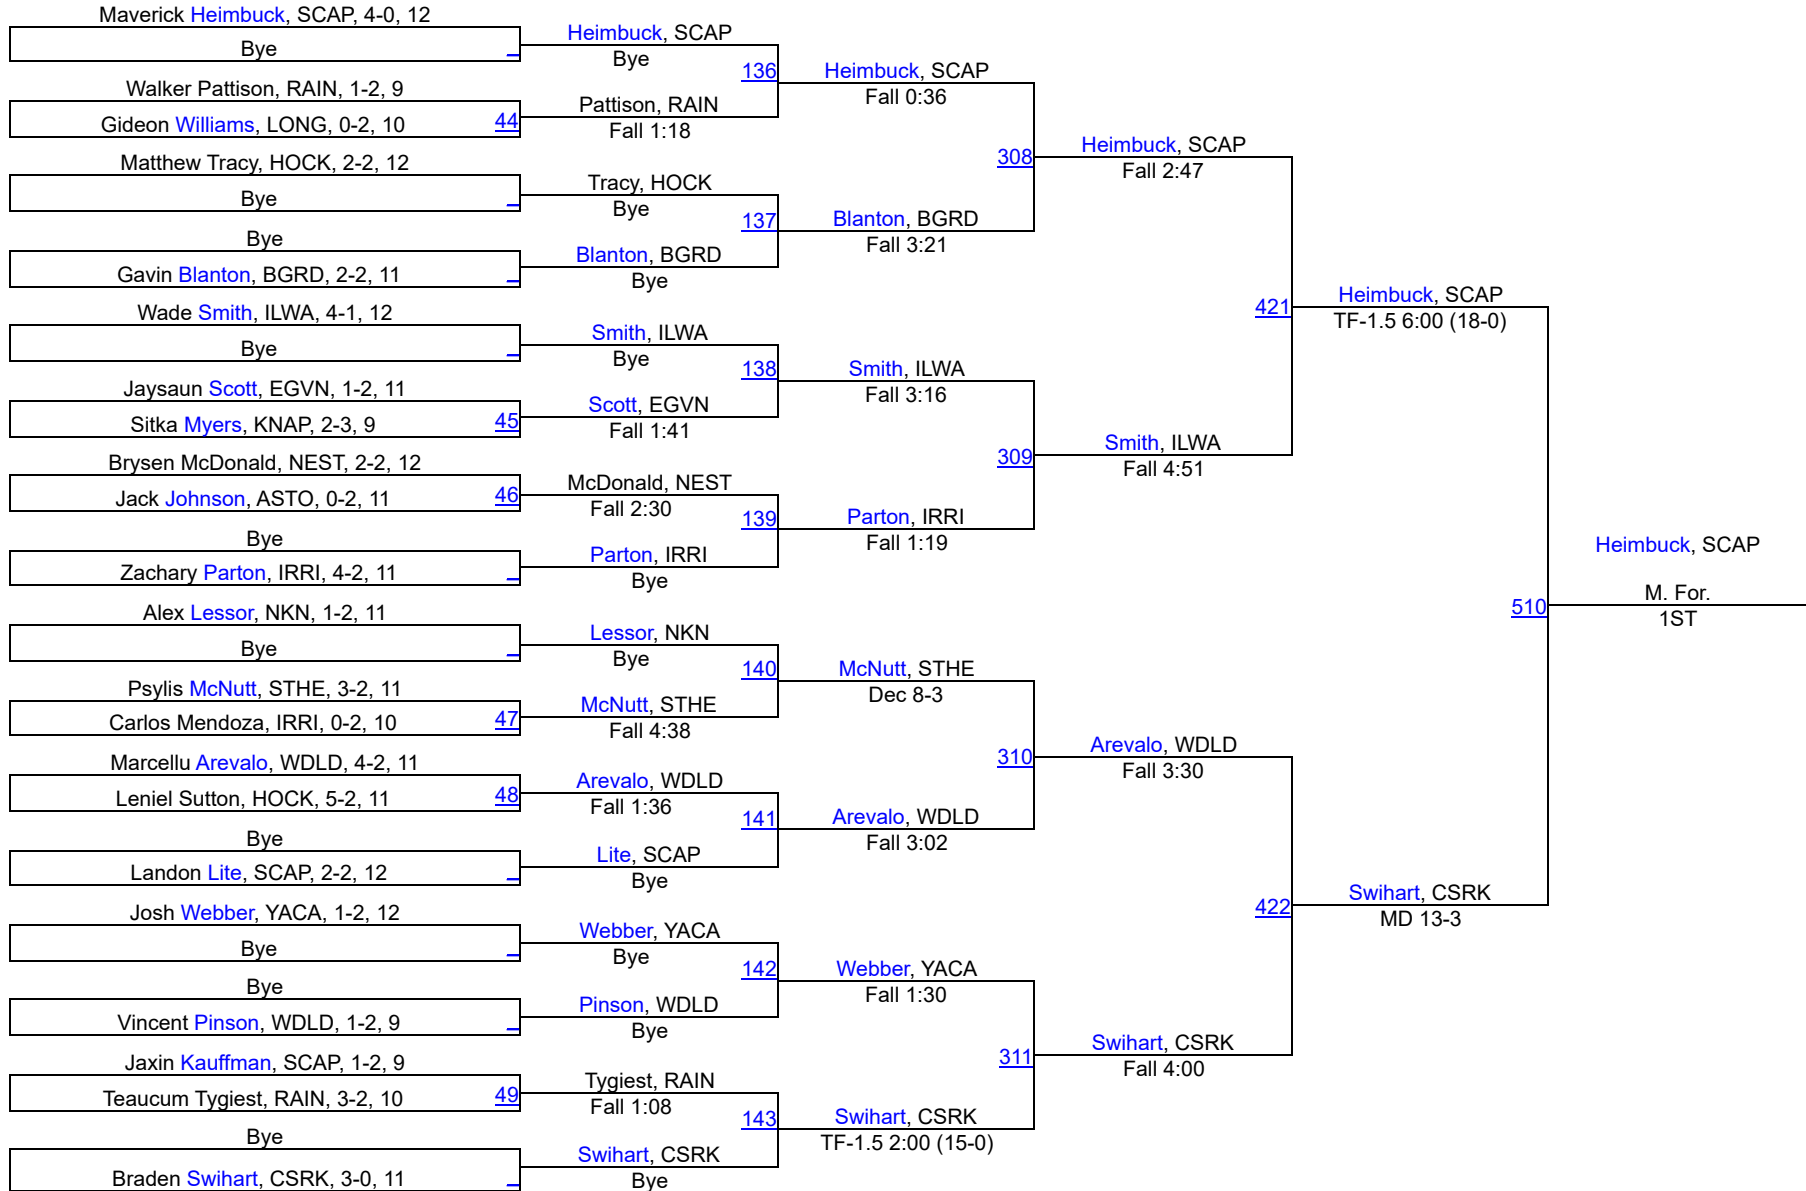 Maverick Heimbuck, SCAP, 4-0, 12
Bye
Walker Pattison, RAIN, 1-2, 9
Gideon Williams, LONG, 0-2, 10
44
Matthew Tracy, HOCK, 2-2, 12
Bye
Bye
Gavin Blanton, BGRD, 2-2, 11
Wade Smith, ILWA, 4-1, 12
Bye
Jaysaun Scott, EGVN, 1-2, 11
Sitka Myers, KNAP, 2-3, 9
45
Brysen McDonald, NEST, 2-2, 12
Jack Johnson, ASTO, 0-2, 11
46
Bye
Zachary Parton, IRRI, 4-2, 11
Alex Lessor, NKN, 1-2, 11
Bye
Psylis McNutt, STHE, 3-2, 11
Carlos Mendoza, IRRI, 0-2, 10
47
Marcellu Arevalo, WDLD, 4-2, 11
Leniel Sutton, HOCK, 5-2, 11
48
Bye
Landon Lite, SCAP, 2-2, 12
Josh Webber, YACA, 1-2, 12
Bye
Bye
Vincent Pinson, WDLD, 1-2, 9
Jaxin Kauffman, SCAP, 1-2, 9
Teaucum Tygiest, RAIN, 3-2, 10
49
Bye
Braden Swihart, CSRK, 3-0, 11
Heimbuck, SCAP
Bye
136
Pattison, RAIN
Fall 1:18
Tracy, HOCK
Bye
137
Blanton, BGRD
Bye
Smith, ILWA
Bye
138
Scott, EGVN
Fall 1:41
McDonald, NEST
Fall 2:30
139
Parton, IRRI
Bye
Lessor, NKN
Bye
140
McNutt, STHE
Fall 4:38
Arevalo, WDLD
Fall 1:36
141
Lite, SCAP
Bye
Webber, YACA
Bye
142
Pinson, WDLD
Bye
Tygiest, RAIN
Fall 1:08
143
Swihart, CSRK
Bye
Heimbuck, SCAP
Fall 0:36
308
Blanton, BGRD
Fall 3:21
Smith, ILWA
Fall 3:16
309
Parton, IRRI
Fall 1:19
McNutt, STHE
Dec 8-3
310
Arevalo, WDLD
Fall 3:02
Webber, YACA
Fall 1:30
311
Swihart, CSRK
TF-1.5 2:00 (15-0)
Heimbuck, SCAP
Fall 2:47
421
Smith, ILWA
Fall 4:51
Arevalo, WDLD
Fall 3:30
422
Swihart, CSRK
Fall 4:00
Heimbuck, SCAP
TF-1.5 6:00 (18-0)
510
Swihart, CSRK
MD 13-3
Heimbuck, SCAP
M. For.
1ST